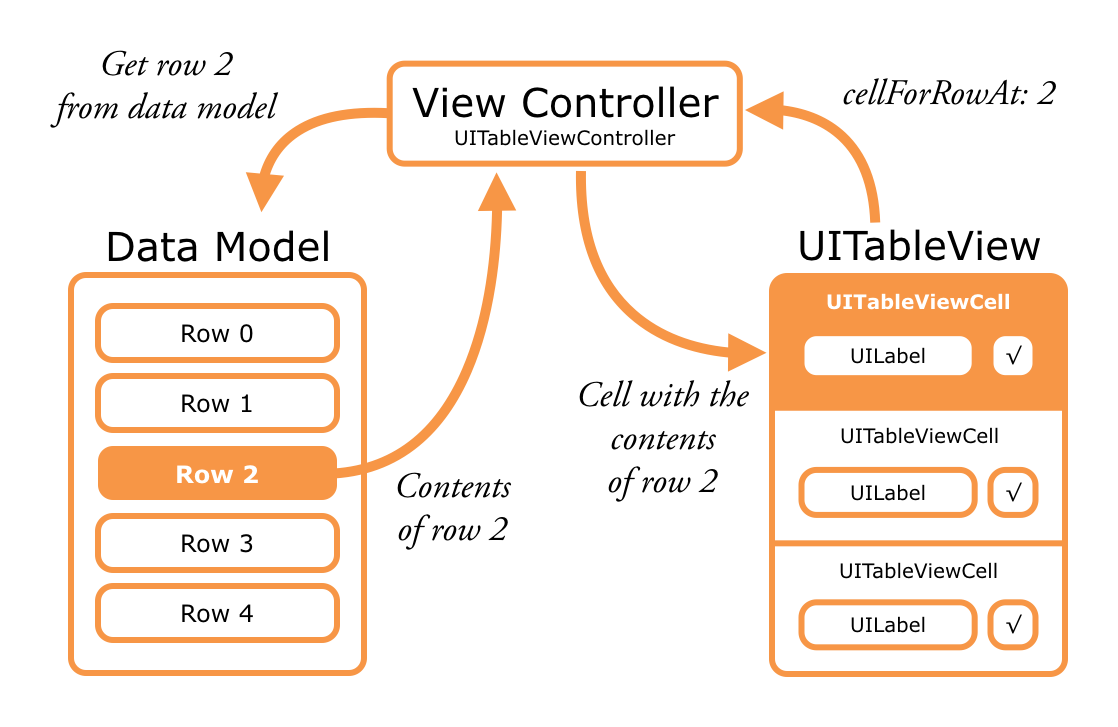 Get row 2
from data model
View Controller
UITableViewController
cellForRowAt: 2
Data Model
Row 0
Row 1
Row 2
Row 3
Row 4
Contents
of row 2
Cell with the
contents
of row 2
UITableView
UITableViewCell
UILabel √
UITableViewCell
UILabel √
UITableViewCell
UILabel √